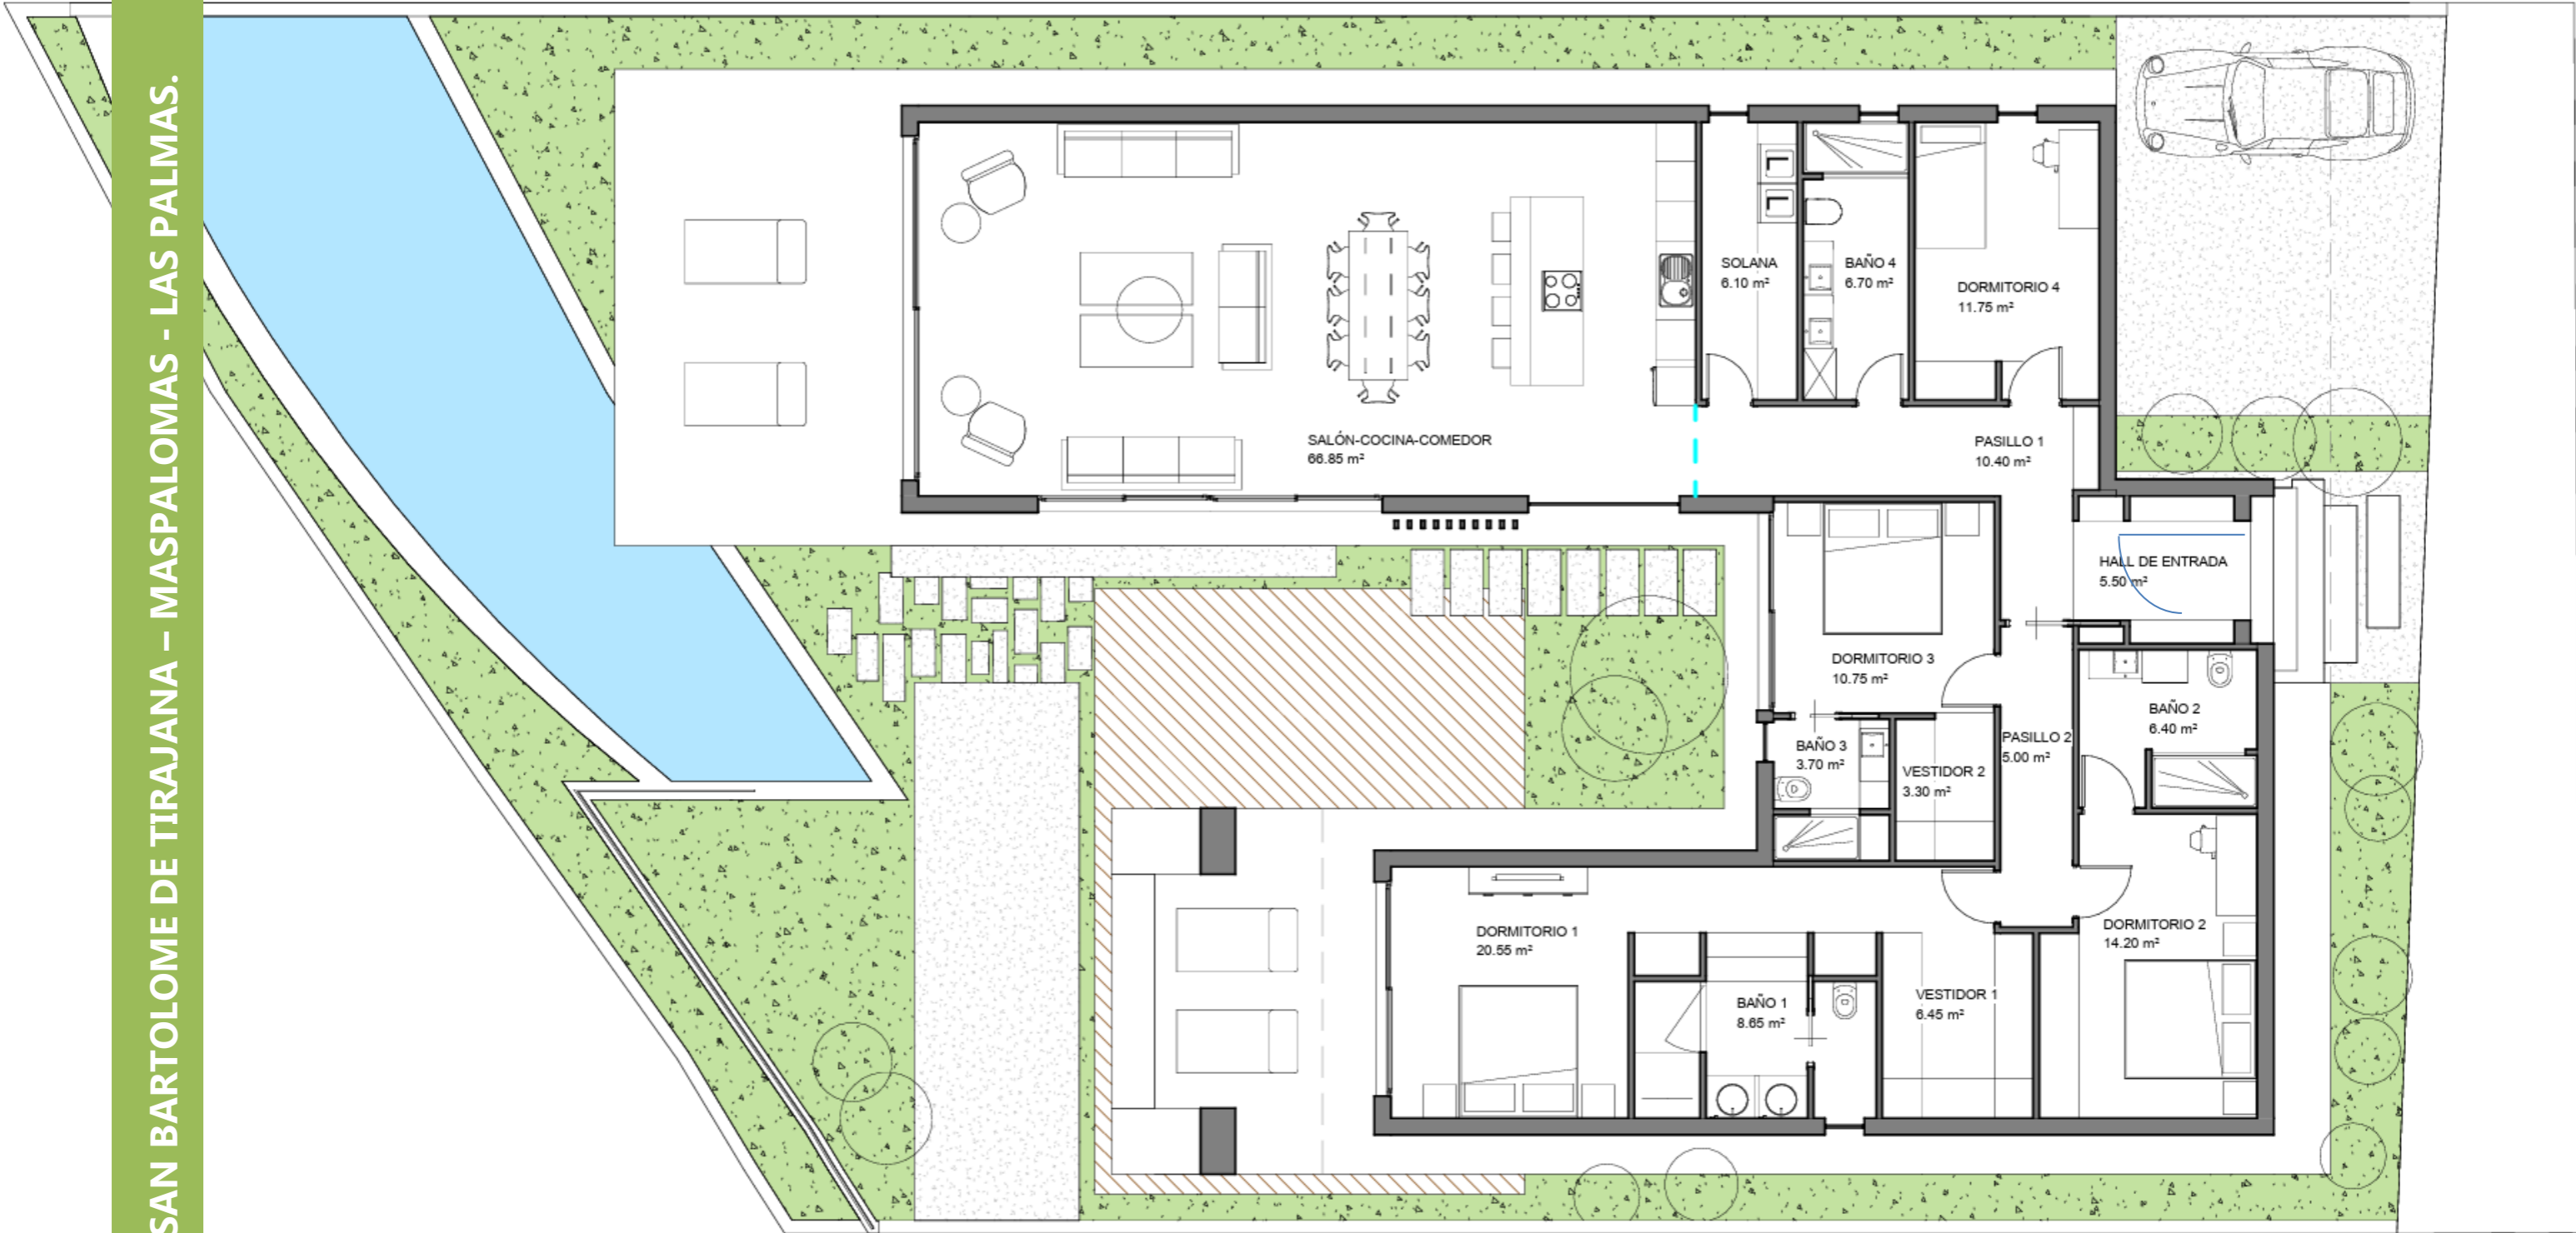 SAN BARTOLOME DE TIRAJANA – MASPALOMAS - LAS PALMAS.
SOLANA
6.10 m²
BAÑO 4
6.70 m²
DORMITORIO 4
11.75 m²
SALÓN-COCINA-COMEDOR
66.85 m²
PASILLO 1
10.40 m²
HALL DE ENTRADA
5.50 m²
DORMITORIO 3
10.75 m²
BAÑO 2
6.40 m²
BAÑO 3
3.70 m²
PASILLO 2
5.00 m²
VESTIDOR 2
3.30 m²
DORMITORIO 1
20.55 m²
DORMITORIO 2
14.20 m²
BAÑO 1
8.65 m²
VESTIDOR 1
6.45 m²